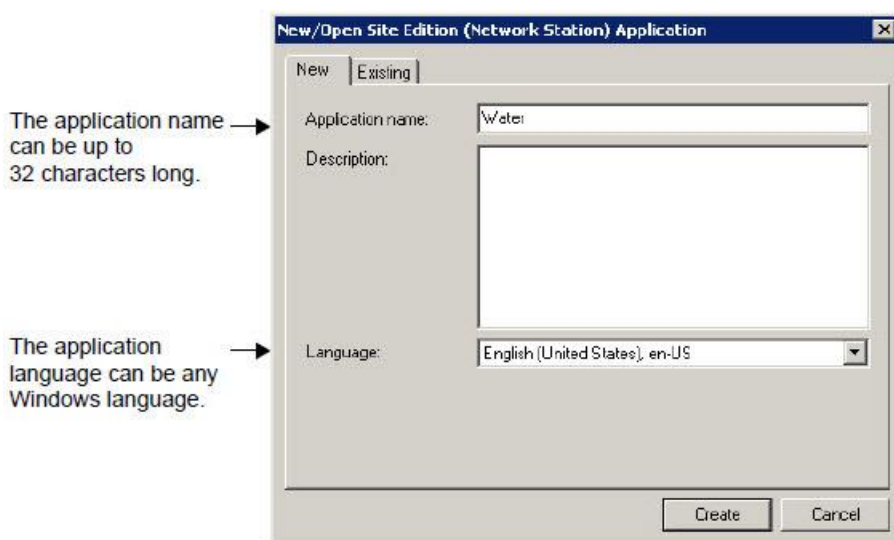 New/Open Site Edition (Network Station) Application
New
Existing
The application name
can be up to
32 characters long.
Application name:
Water
Description:
The application
language can be any
Windows language.
Language:
English (United States), en-US
Create
Cancel